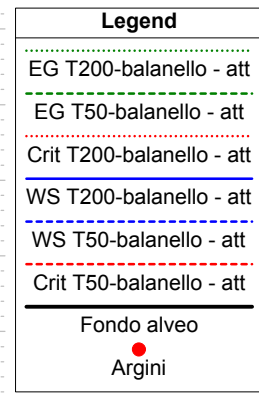 Legend
EG T200-balanello - att
EG T50-balanello - att
Crit T200-balanello - att
WS T200-balanello - att
WS T50-balanello - att
Crit T50-balanello - att
Fondo alveo
Argini